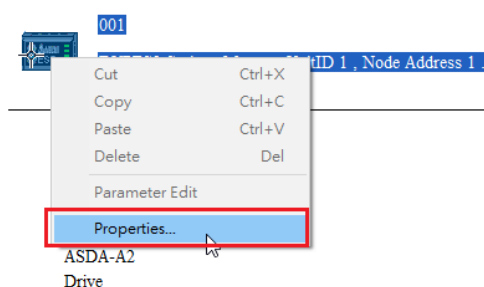 001
tID 1 , Node Address 1 .
Cut Ctrl+X
Copy Ctrl+C
Paste Ctrl+V
Delete Del
Parameter Edit
Properties...
ASDA-A2
Drive